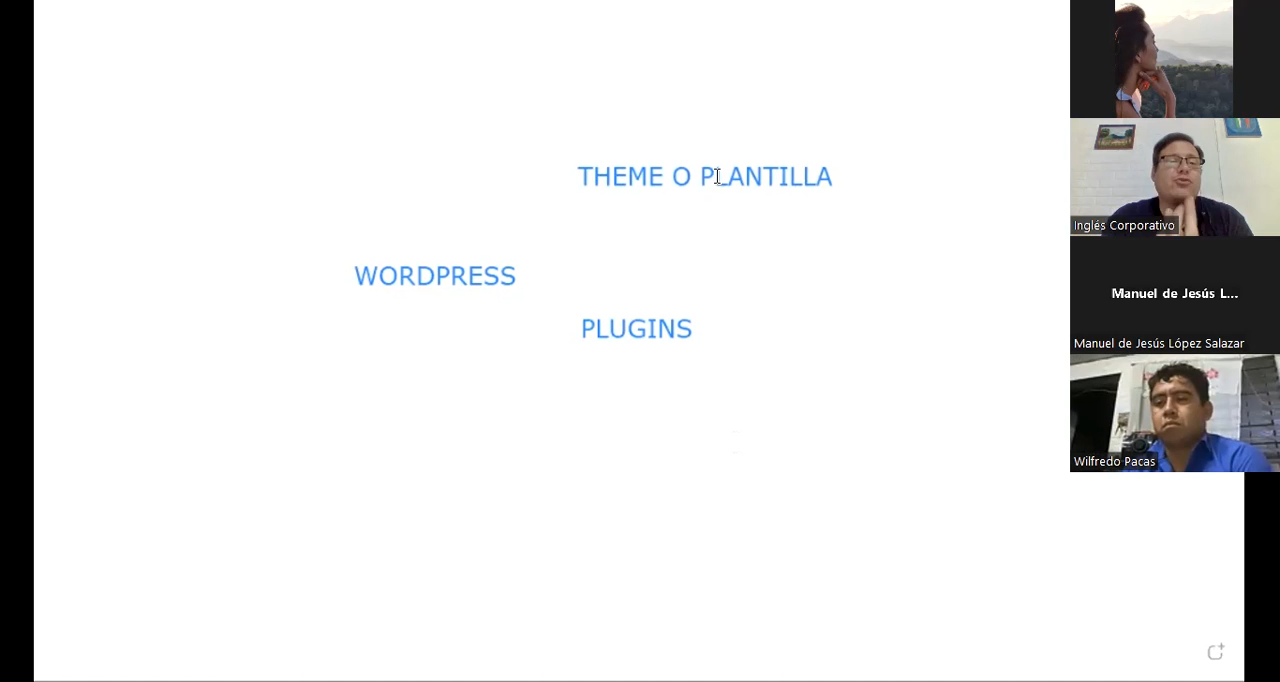 THEME O PLANTILLA
WORDPRESS
PLUGINS
Inglés Corporativo
Manuel de Jesús L...
Manuel de Jesús López Salazar
Wilfredo Pacas